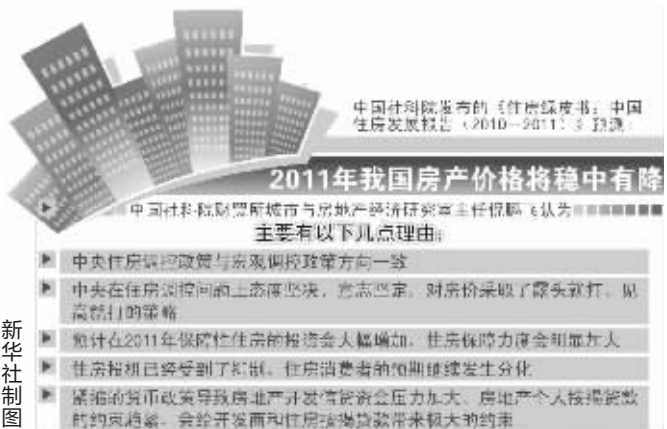 中国社科院发布的《住房绿皮书：中国
住房发展报告（2010—2011）》预测：
2011年我国房产价格将稳中有降
中国社科院财贸所城市与房地产经济研究室主任倪鹏飞认为
主要有以下几点理由：
中央住房调控政策与宏观调控政策方向一致
中央在住房调控问题上态度坚决，意志坚定，对房价采取了露头就打、见
高就打的策略
预计在2011年保障性住房的投资会大幅增加，住房保障力度会明显加大
住房投机已经受到了抑制，住房消费者的预期继续发生分化
紧缩的货币政策导致房地产开发信贷资金压力加大、房地产个人按揭贷款
的约束趋紧，会给开发商和住房按揭贷款带来极大的约束
新华社制图